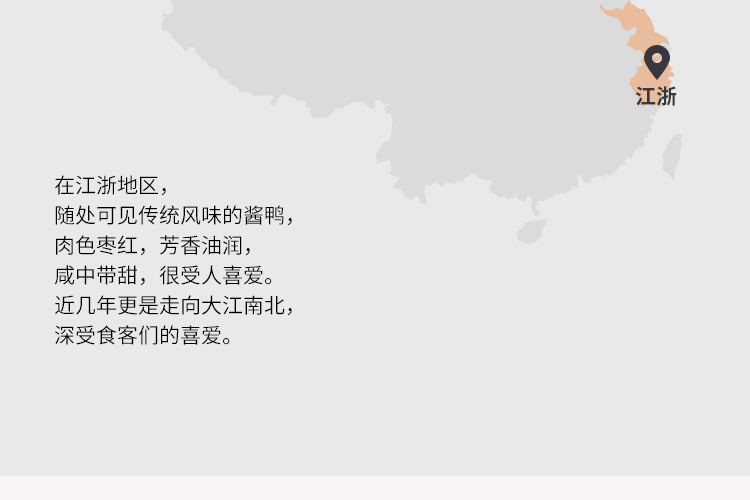 江浙
在江浙地区，
随处可见传统风味的酱鸭，
肉色枣红，芳香油润，
咸中带甜，很受人喜爱。
近几年更是走向大江南北，
深受食客们的喜爱。